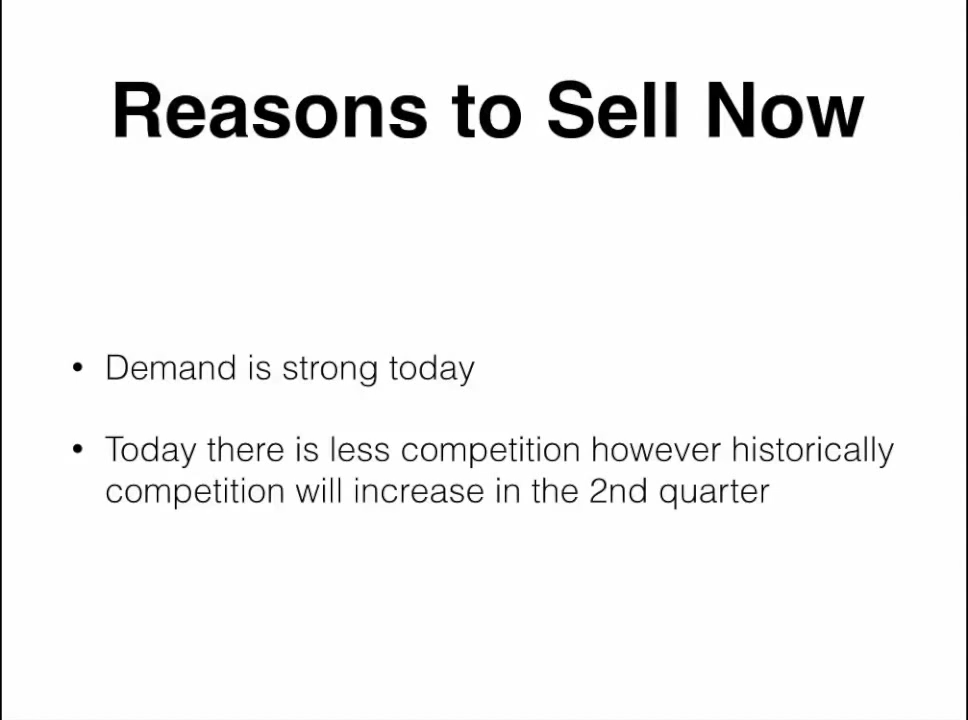 Reasons to Sell Now
• Demand is strong today
• Today there is less competition however historically
competition will increase in the 2nd quarter